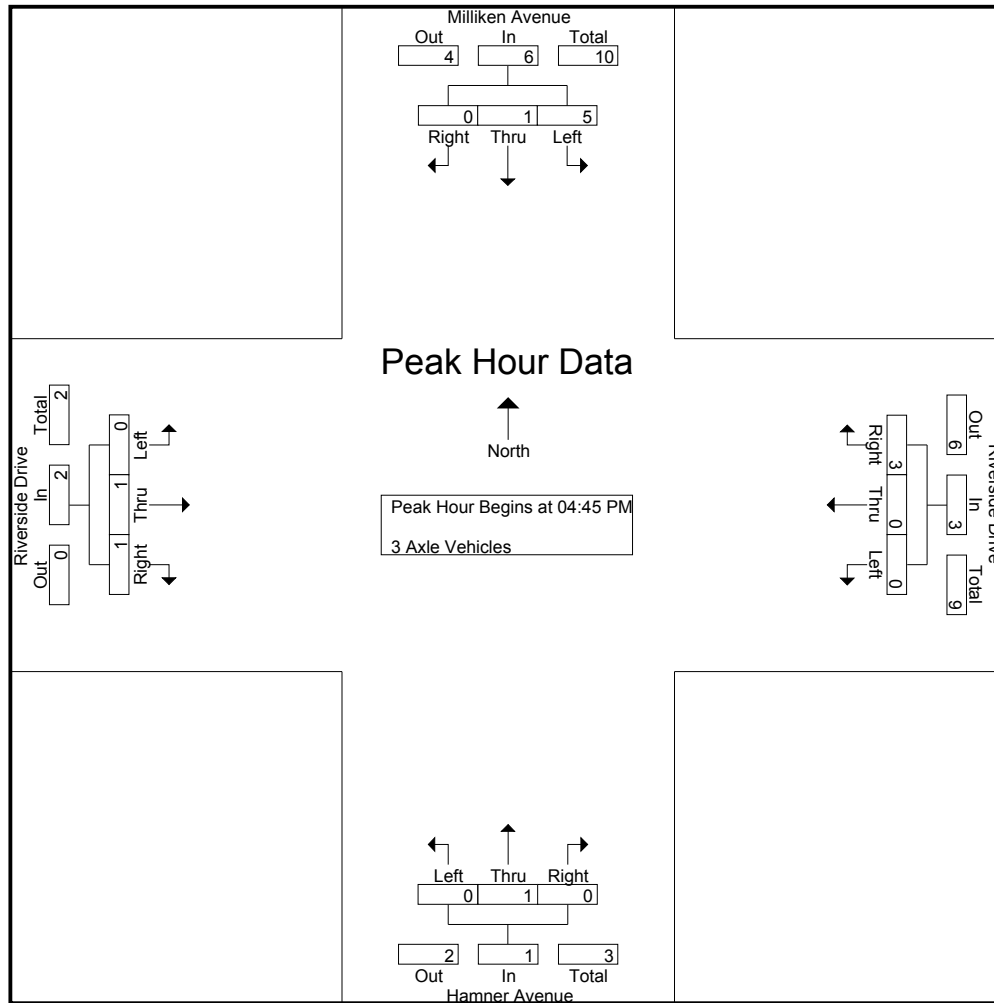 Milliken Avenue
Out In Total
4 6 10
0 1 5
Right Thru Left
Peak Hour Data
North
Peak Hour Begins at 04:45 PM
3 Axle Vehicles
Riverside Drive
Total In Out
2 2 0
0 1 1
Left Thru Right
Riverside Drive
Out In Total
6 3 9
3 0 0
Right Thru Left
Left Thru Right
0 1 0
2 1 3
Out In Total
Hamner Avenue